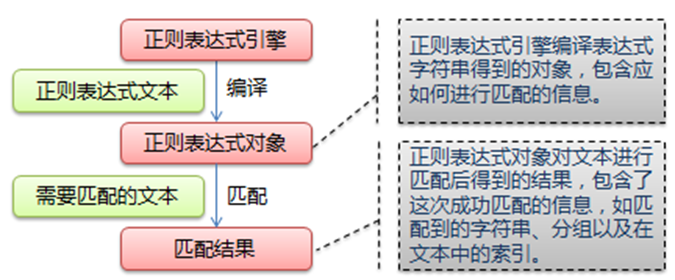 正则表达式引擎
正则表达式文本
编译
正则表达式对象
需要匹配的文本
匹配
匹配结果
正则表达式引擎编译表达式
字符串得到的对象，包含应
如何进行匹配的信息。
正则表达式对象对文本进行
匹配后得到的结果，包含了
这次成功匹配的信息，如匹
配到的字符串、分组以及在
文本中的索引。